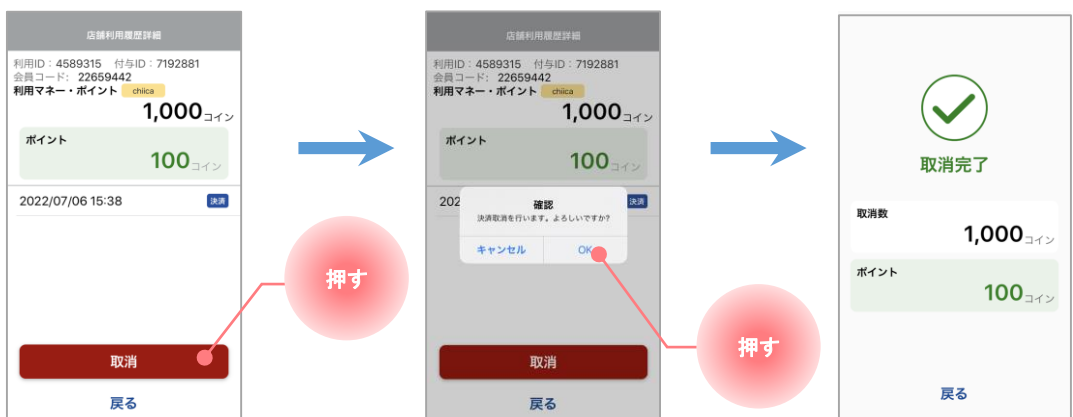 店舗利用履歴詳細
利用ID：4589315 付与ID：7192881
会員コード： 22659442
利用マネー・ポイント chiica
1,000コイン
ポイント
100コイン
2022/07/06 15:38 決済
取消
戻る
押す
店舗利用履歴詳細
利用ID：4589315 付与ID：7192881
会員コード： 22659442
利用マネー・ポイント chiica
1,000コイン
ポイント
100コイン
202 決済
確認
決済取消を行います。よろしいですか?
キャンセル OK
取消
戻る
押す
取消完了
取消数
1,000コイン
ポイント
100コイン
戻る